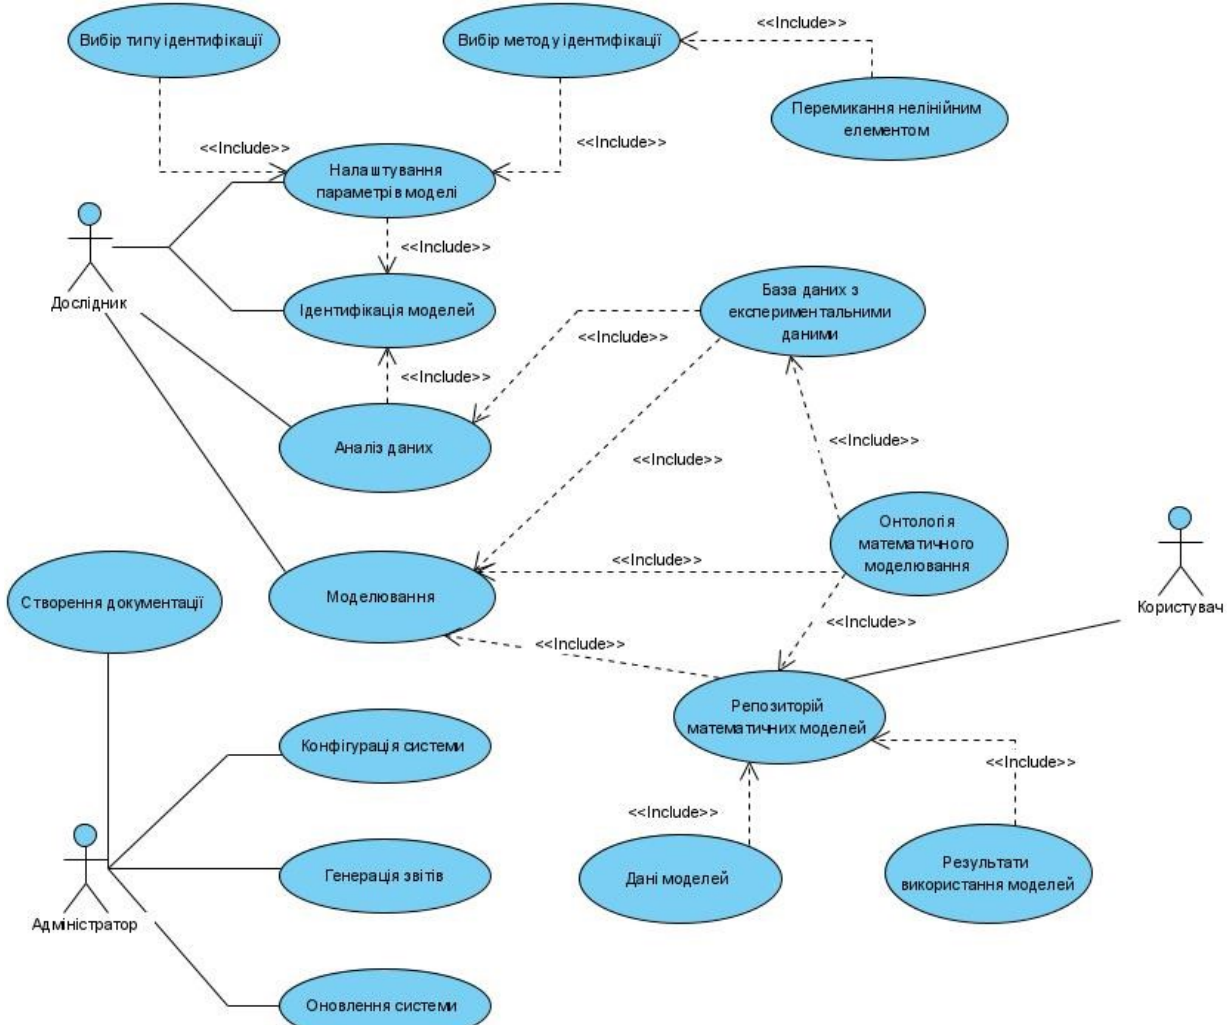 Вибір типу ідентифікації
Вибір методу ідентифікації
<<Include>>
Перемикання нелінійним
елементом
<<Include>>
<<Include>>
Налаштування
параметрів моделі
Дослідник
<<Include>>
Ідентифікація моделей
База даних з
експериментальними
даними
<<Include>>
<<Include>>
Аналіз даних
<<Include>>
<<Include>>
Онтологія
математичного
моделювання
<<Include>>
Користувач
Створення документації
Моделювання
<<Include>>
<<Include>>
Репозиторій
математичних моделей
Конфігурація системи
<<Include>>
<<Include>>
Генерація звітів
Дані моделей
Результати
використання моделей
Адміністратор
Оновлення системи